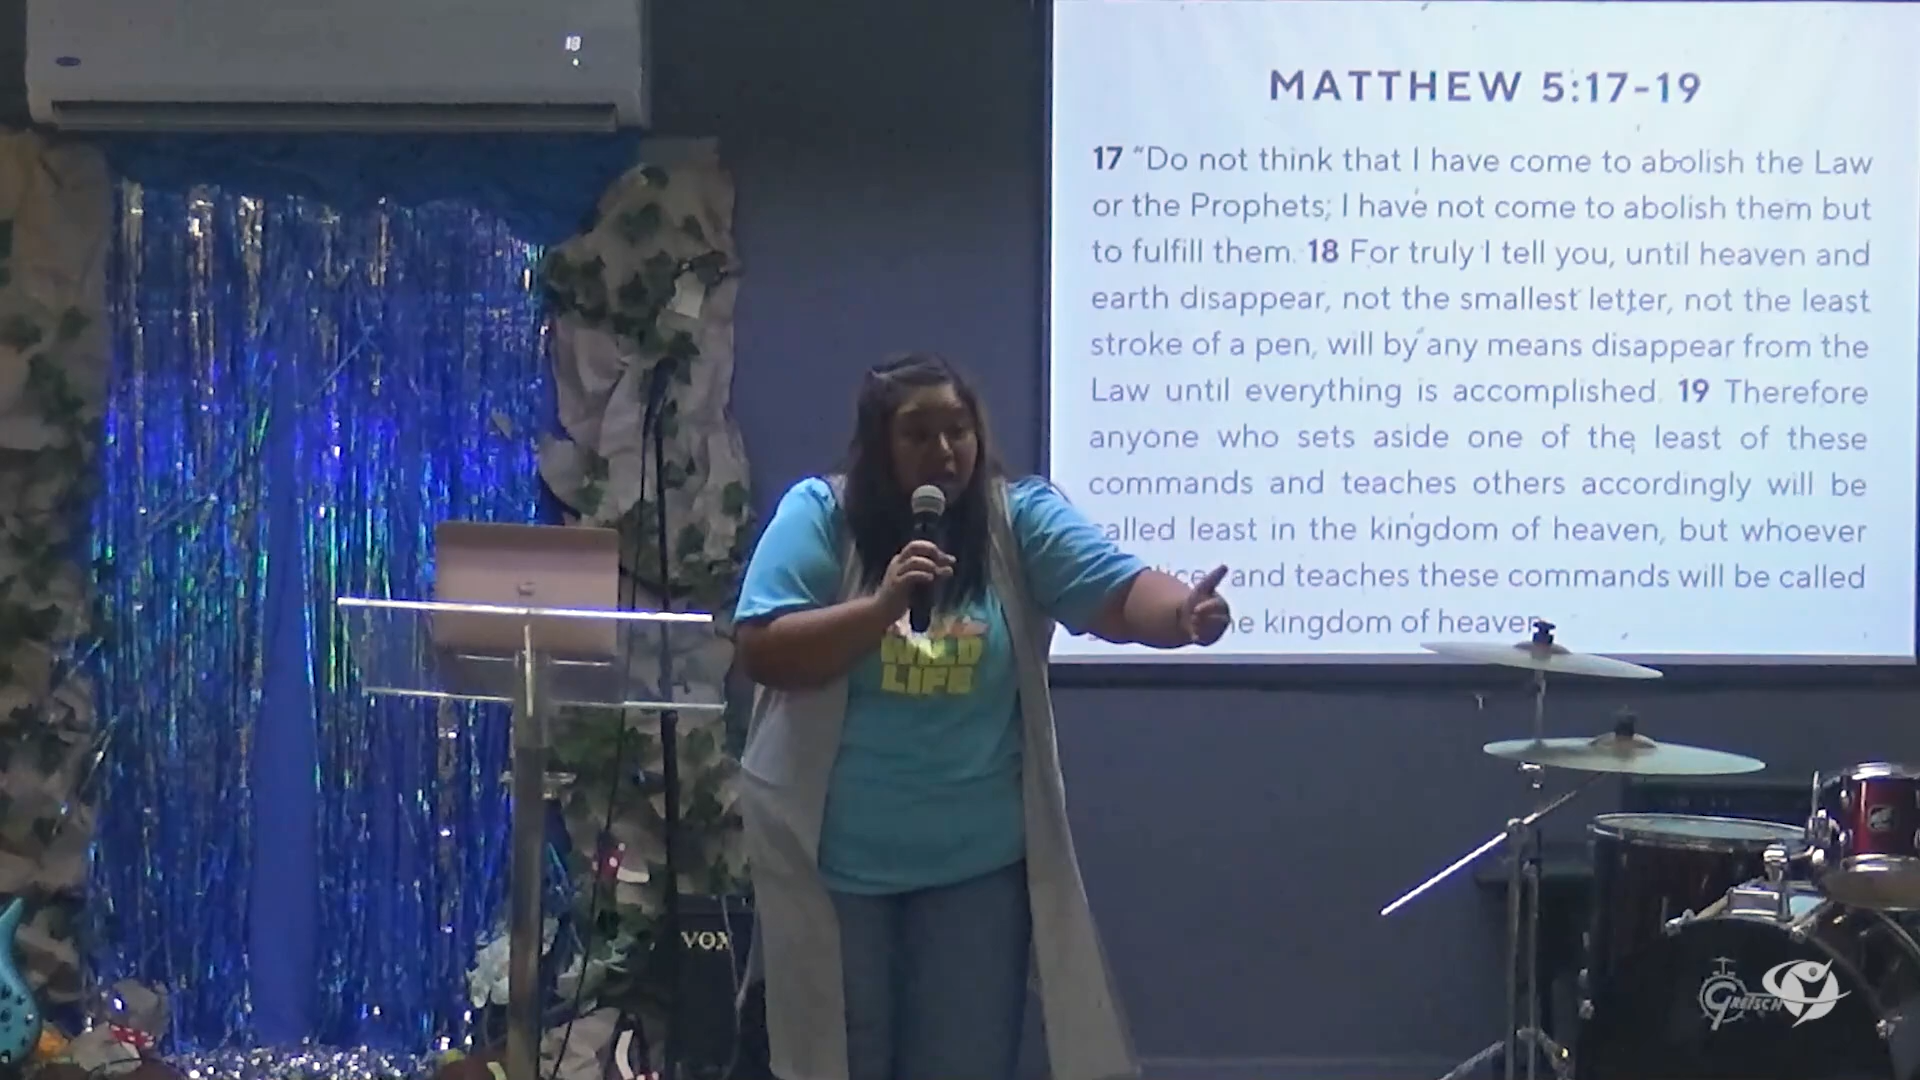 18
MATTHEW 5:17-19
17 “Do not think that I have come to abolish the Law
or the Prophets; I have not come to abolish them but
to fulfill them. 18 For truly I tell you, until heaven and
earth disappear, not the smallest letter, not the least
stroke of a pen, will by any means disappear from the
Law until everything is accomplished. 19 Therefore
anyone who sets aside one of the least of these
commands and teaches others accordingly will be
called least in the kingdom of heaven, but whoever
and teaches these commands will be called
kingdom of heaven.
WILD
LIFE
VOX
GRETSCH